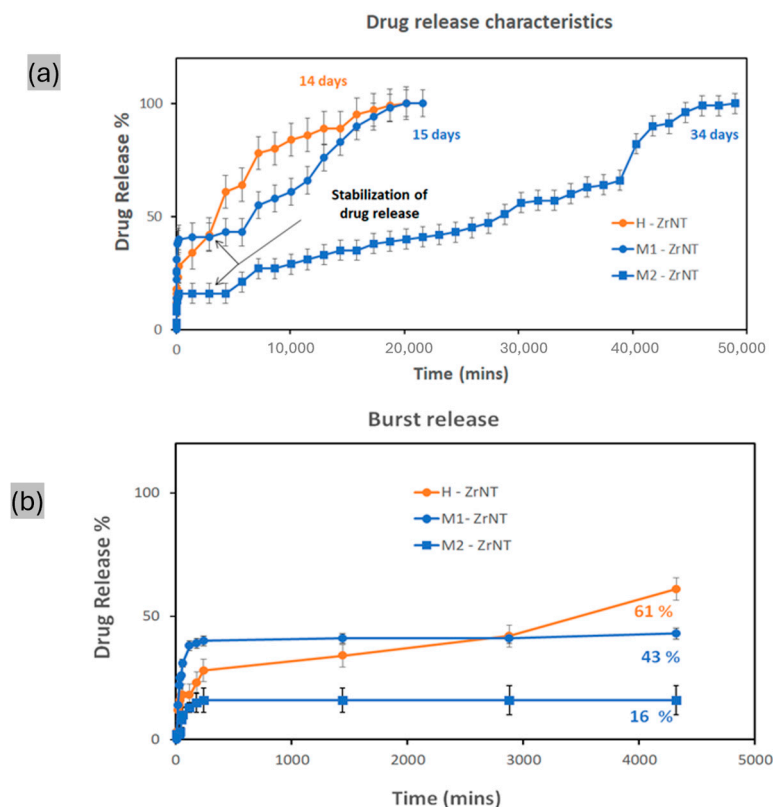 Drug release characteristics
(a)
Drug Release %
100
50
0
14 days
15 days
34 days
Stabilization of
drug release
H - ZrNT
M1 - ZrNT
M2 - ZrNT
0
10,000
20,000
30,000
40,000
50,000
Time (mins)
Burst release
(b)
Drug Release %
100
50
0
H - ZrNT
M1- ZrNT
M2 - ZrNT
61 %
43 %
16 %
0
1000
2000
3000
4000
5000
Time (mins)